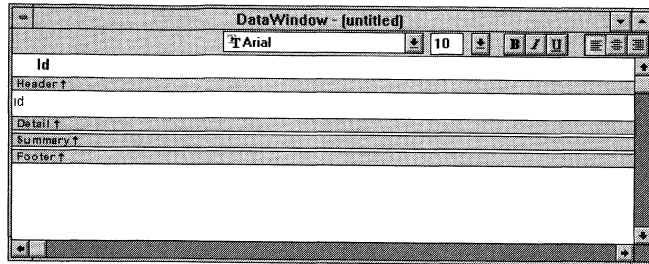 DataWindow - (untitled)
Arial 10 B I U
Id
Header ↑
id
Detail ↑
Summary ↑
Footer ↑